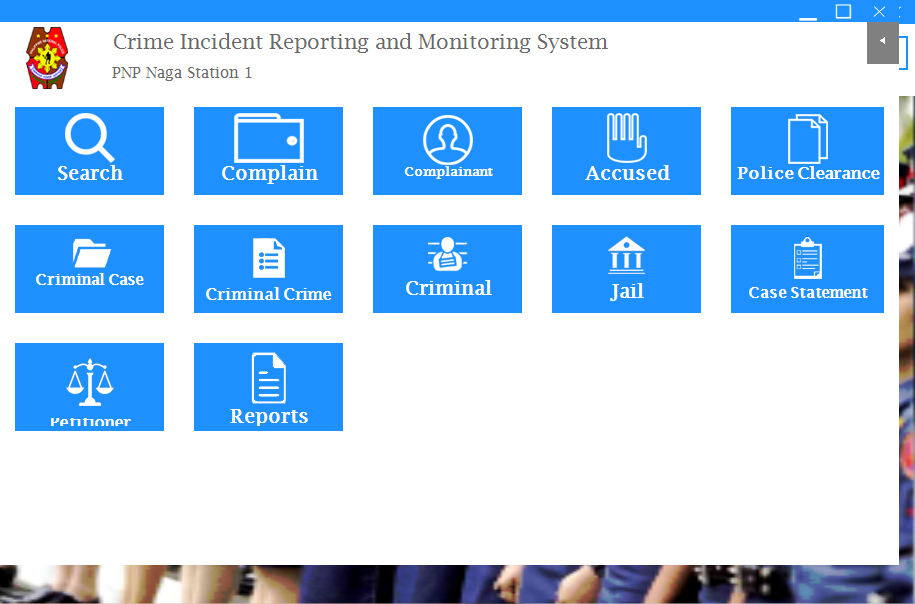 Crime Incident Reporting and Monitoring System
PNP Naga Station 1
Search
Complain
Complainant
Accused
Police Clearance
Criminal Case
Criminal Crime
Criminal
Jail
Case Statement
Petitioner
Reports